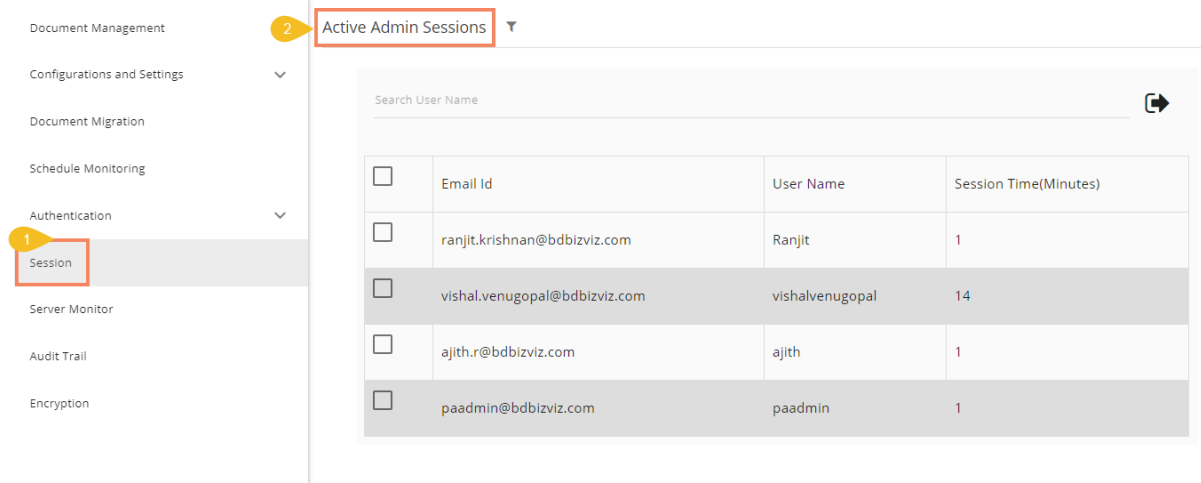 Document Management
Configurations and Settings
Document Migration
Schedule Monitoring
Authentication
1
Session
Server Monitor
Audit Trail
Encryption
2 Active Admin Sessions
Search User Name
Email Id User Name Session Time(Minutes)
ranjit.krishnan@bdbizviz.com Ranjit 1
vishal.venugopal@bdbizviz.com vishalvenugopal 14
ajith.r@bdbizviz.com ajith 1
paadmin@bdbizviz.com paadmin 1